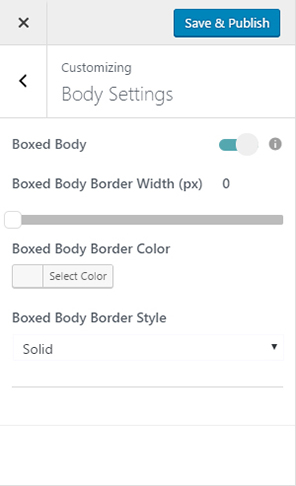 Save & Publish
Customizing
Body Settings
Boxed Body
Boxed Body Border Width (px) 0
Boxed Body Border Color
Select Color
Boxed Body Border Style
Solid